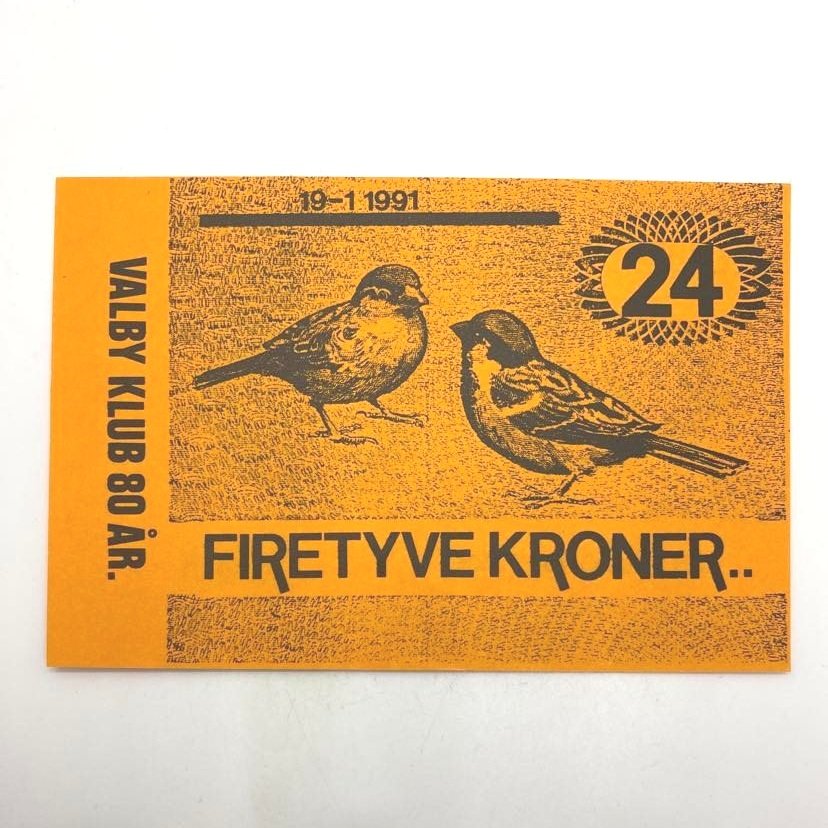 19-1 1991
24
VALBY KLUB 80 ÅR.
FIRETYVE KRONER..